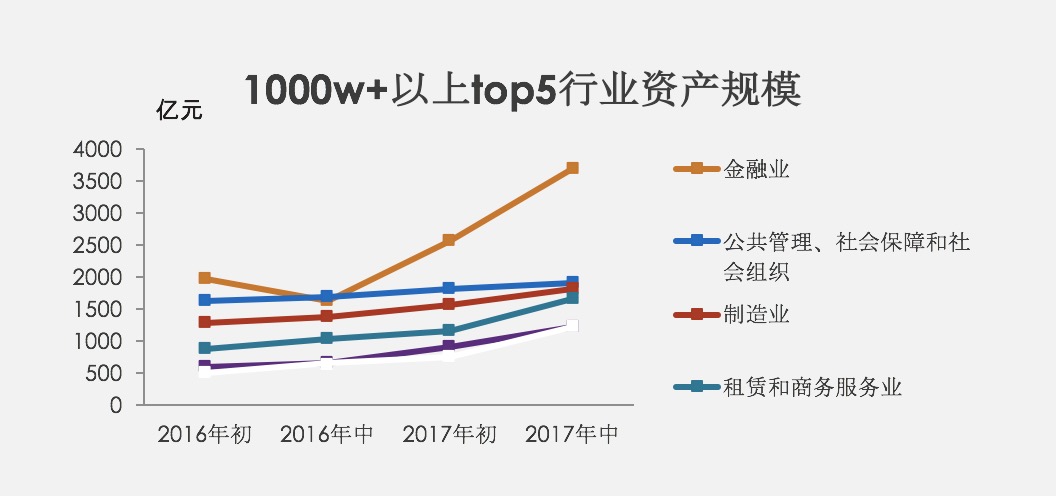 1000w+以上top5行业资产规模
亿元
4000
3500
3000
2500
2000
1500
1000
500
0
2016年初
2016年中
2017年初
2017年中
金融业
公共管理、社会保障和社
会组织
制造业
租赁和商务服务业